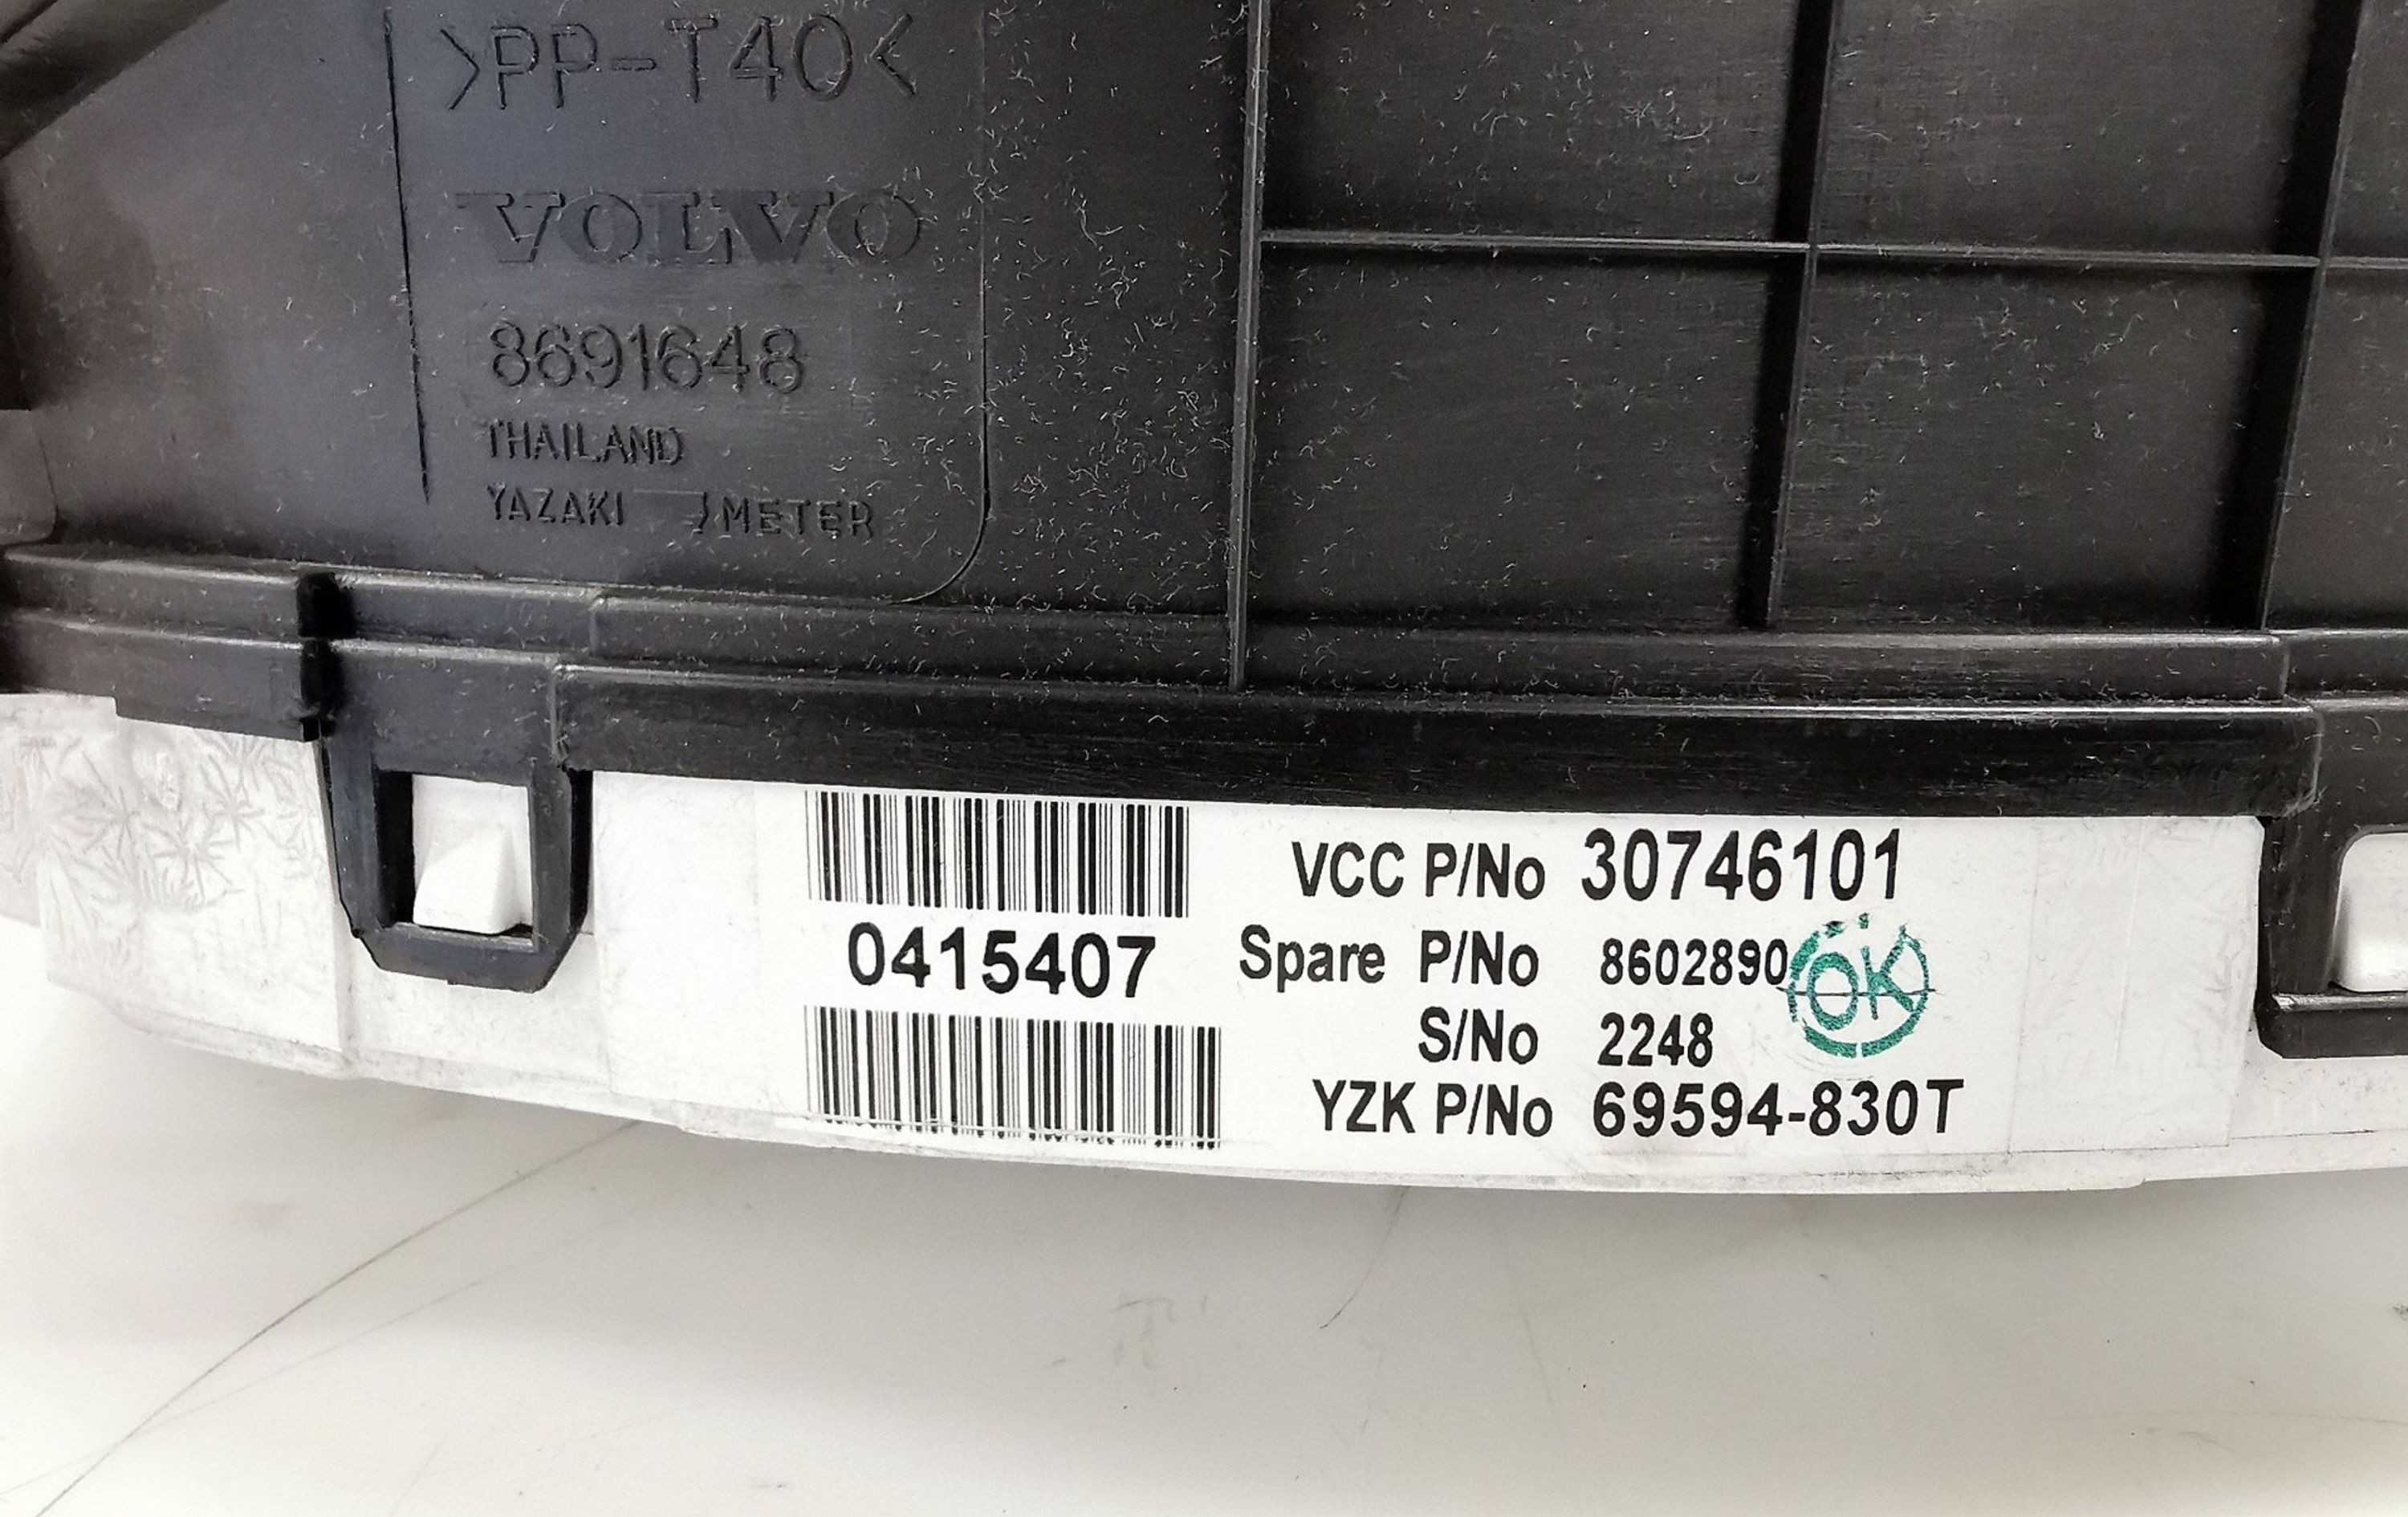 >PP-T40<
VOLVO
8691648
THAILAND
YAZAKI METER
0415407
VCC P/No 30746101
Spare P/No 8602890
OK
S/No 2248
YZK P/No 69594-830T